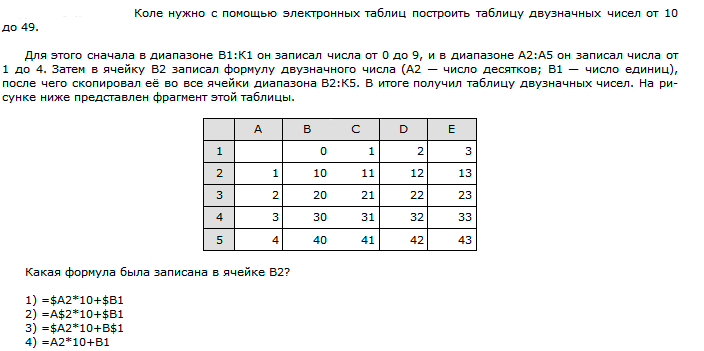 Коле нужно с помощью электронных таблиц построить таблицу двузначных чисел от 10
до 49.
Для этого сначала в диапазоне B1:K1 он записал числа от 0 до 9, и в диапазоне A2:A5 он записал числа от
1 до 4. Затем в ячейку B2 записал формулу двузначного числа (A2 — число десятков; B1 — число единиц),
после чего скопировал её во все ячейки диапазона B2:K5. В итоге получил таблицу двузначных чисел. На ри-
сунке ниже представлен фрагмент этой таблицы.
A B C D E
1 0 1 2 3
2 1 10 11 12 13
3 2 20 21 22 23
4 3 30 31 32 33
5 4 40 41 42 43
Какая формула была записана в ячейке B2?
1) =$A2*10+$B1
2) =A$2*10+$B1
3) =$A2*10+B$1
4) =A2*10+B1